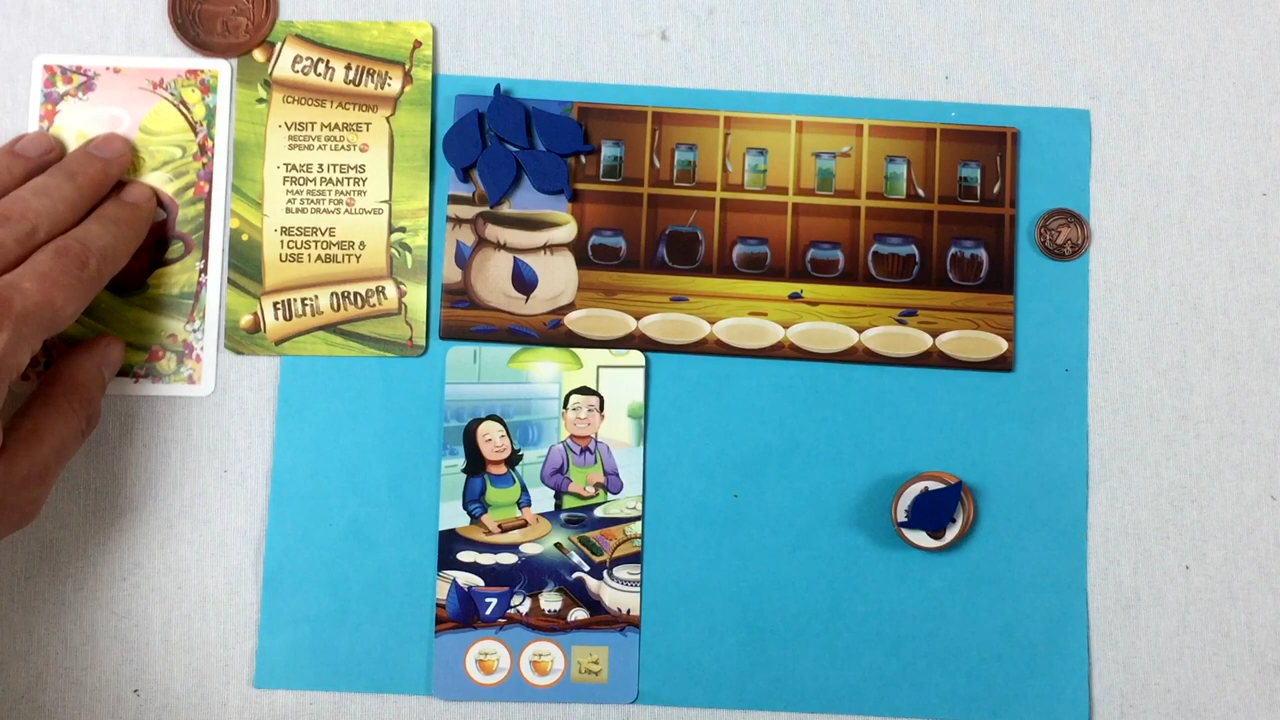 each turn:
(CHOOSE 1 ACTION)
· VISIT MARKET
RECEIVE GOLD
SPEND AT LEAST
· TAKE 3 ITEMS
FROM PANTRY
MAY RESET PANTRY
AT START FOR
BLIND DRAWS ALLOWED
· RESERVE
1 CUSTOMER &
USE 1 ABILITY
FULFIL ORDER
7